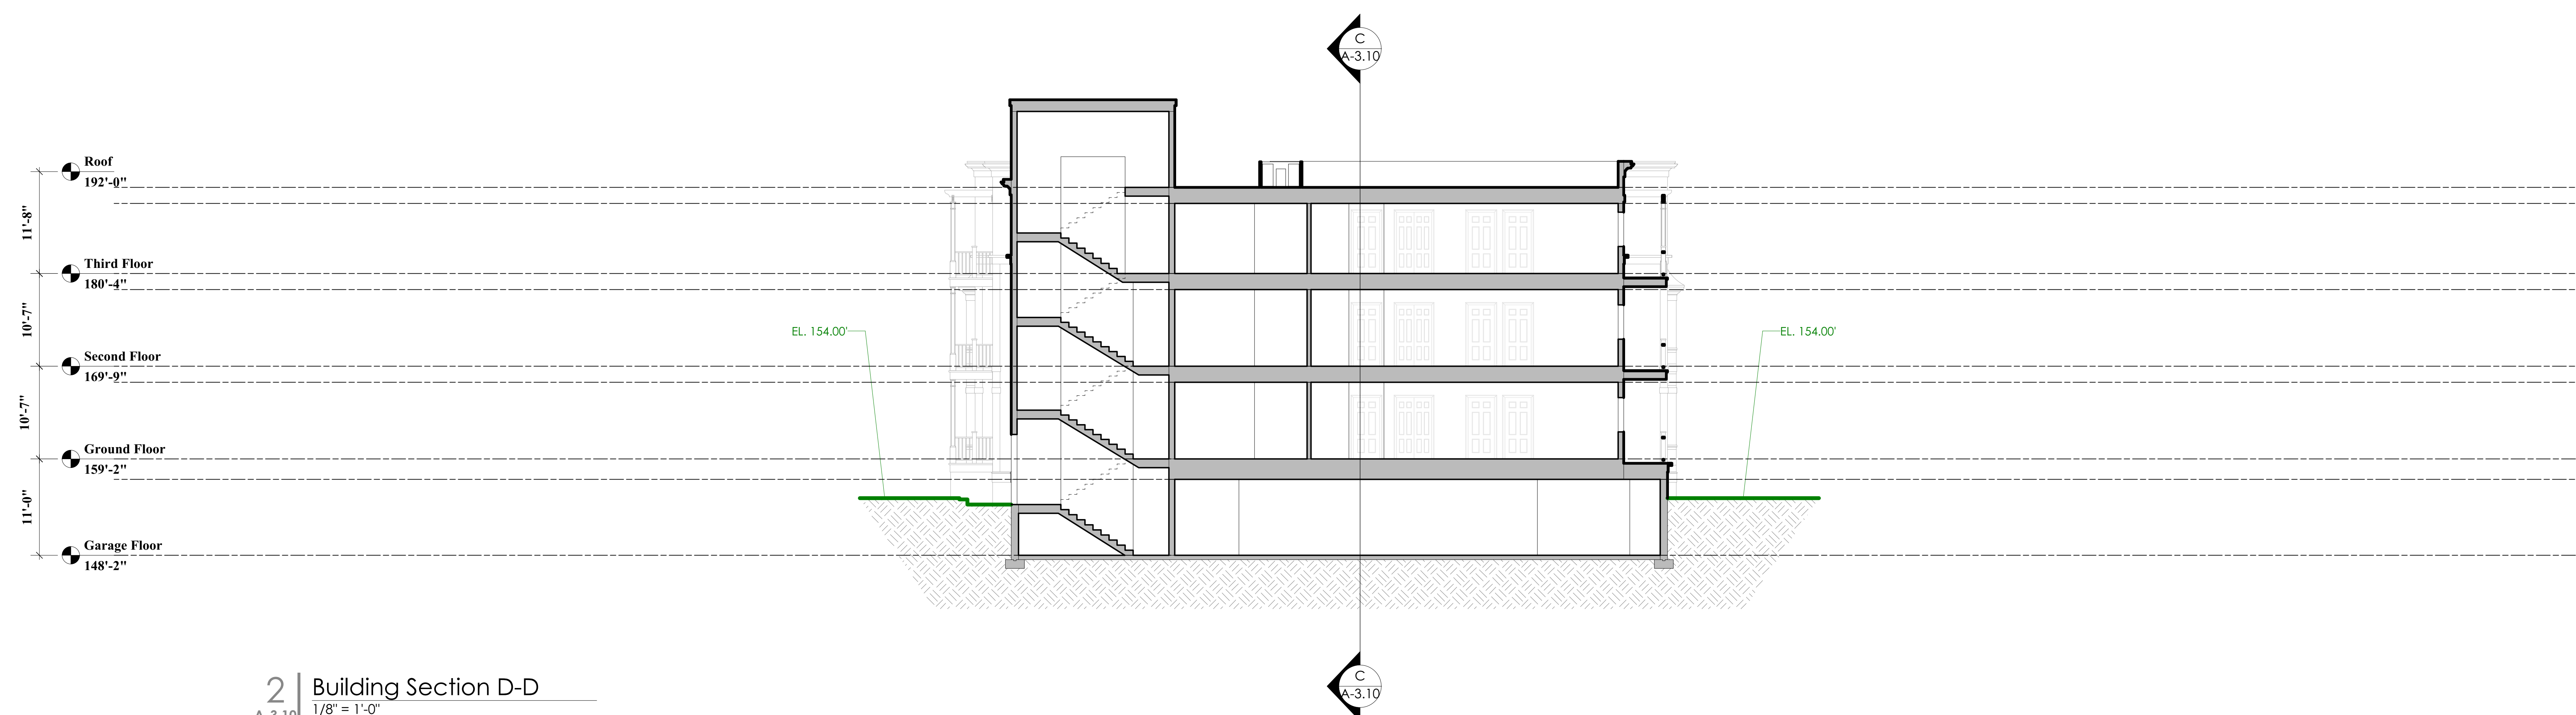 C
A-3.10
Roof
192'-0"
11'-8"
Third Floor
180'-4"
10'-7"
EL. 154.00'
EL. 154.00'
Second Floor
169'-9"
10'-7"
Ground Floor
159'-2"
11'-0"
Garage Floor
148'-2"
C
A-3.10
2
Building Section D-D
A-3.10
1/8" = 1'-0"